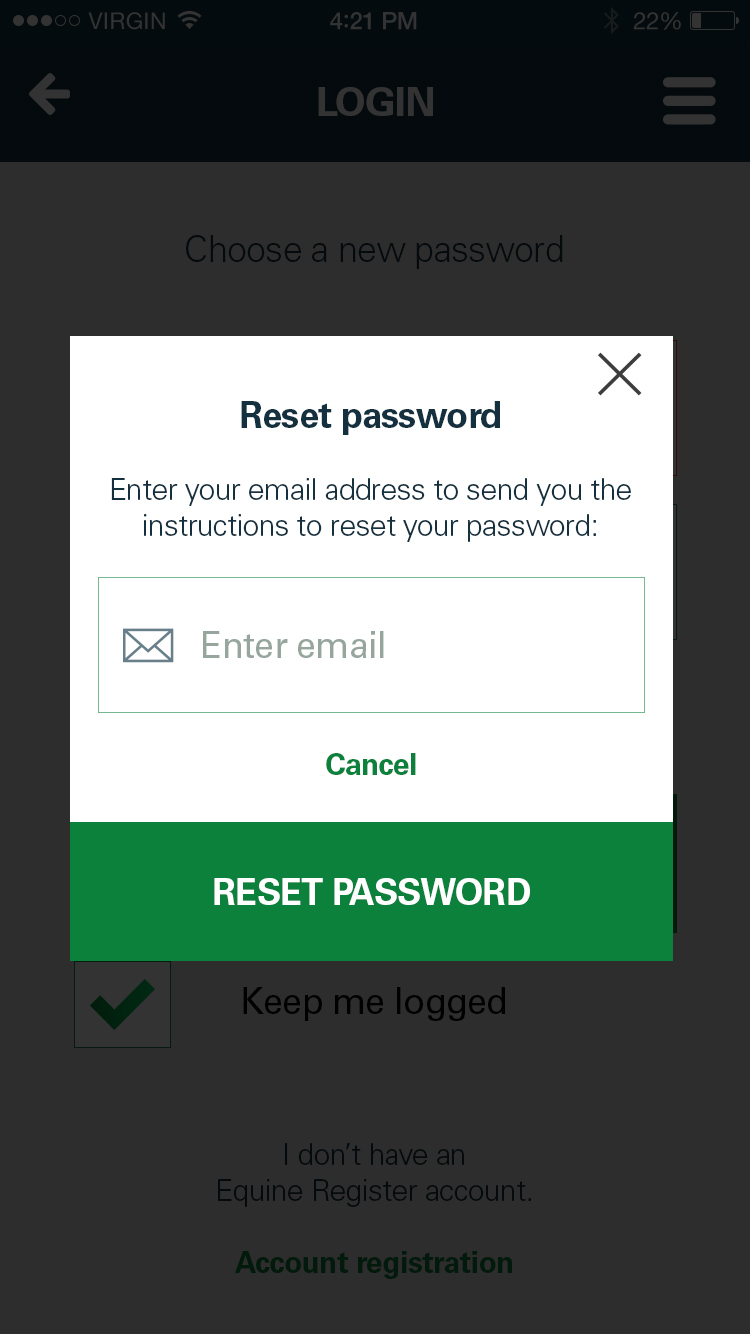 VIRGIN 4:21 PM 22%
LOGIN
Choose a new password
Reset password
Enter your email address to send you the
instructions to reset your password:
Enter email
Cancel
RESET PASSWORD
Keep me logged
I don’t have an
Equine Register account.
Account registration